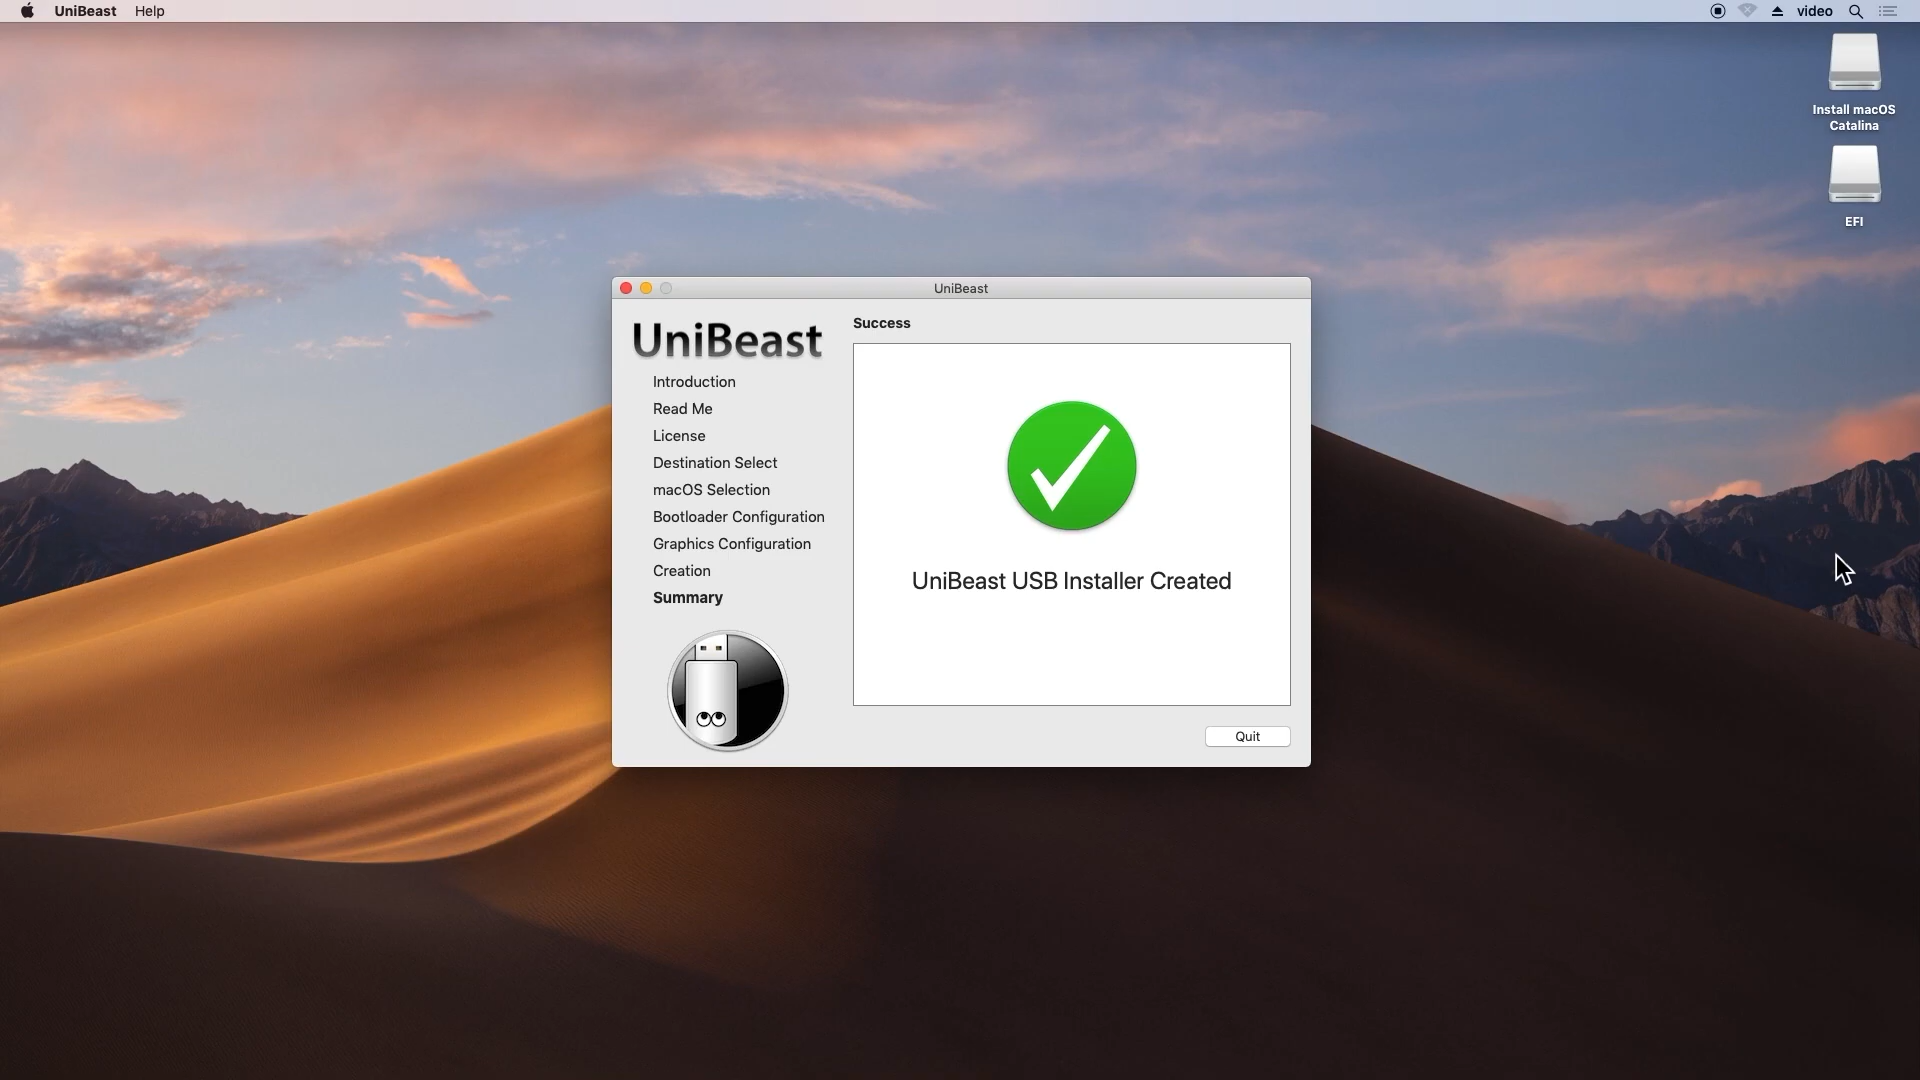 UniBeast Help
video
Install macOS
Catalina
EFI
UniBeast
UniBeast
Introduction
Read Me
License
Destination Select
macOS Selection
Bootloader Configuration
Graphics Configuration
Creation
Summary
Success
UniBeast USB Installer Created
Quit